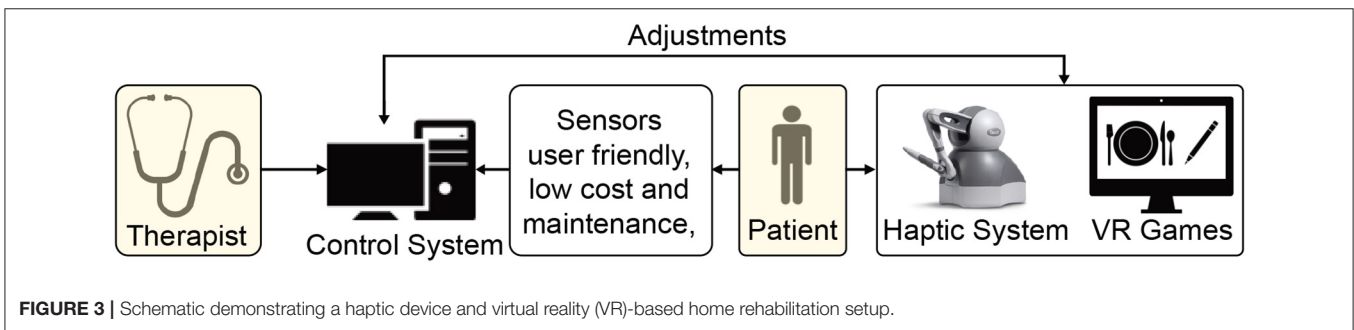 Adjustments
Sensors
user friendly,
low cost and
maintenance,
Therapist
Control System
Patient
Haptic System
VR Games
FIGURE 3 | Schematic demonstrating a haptic device and virtual reality (VR)-based home rehabilitation setup.